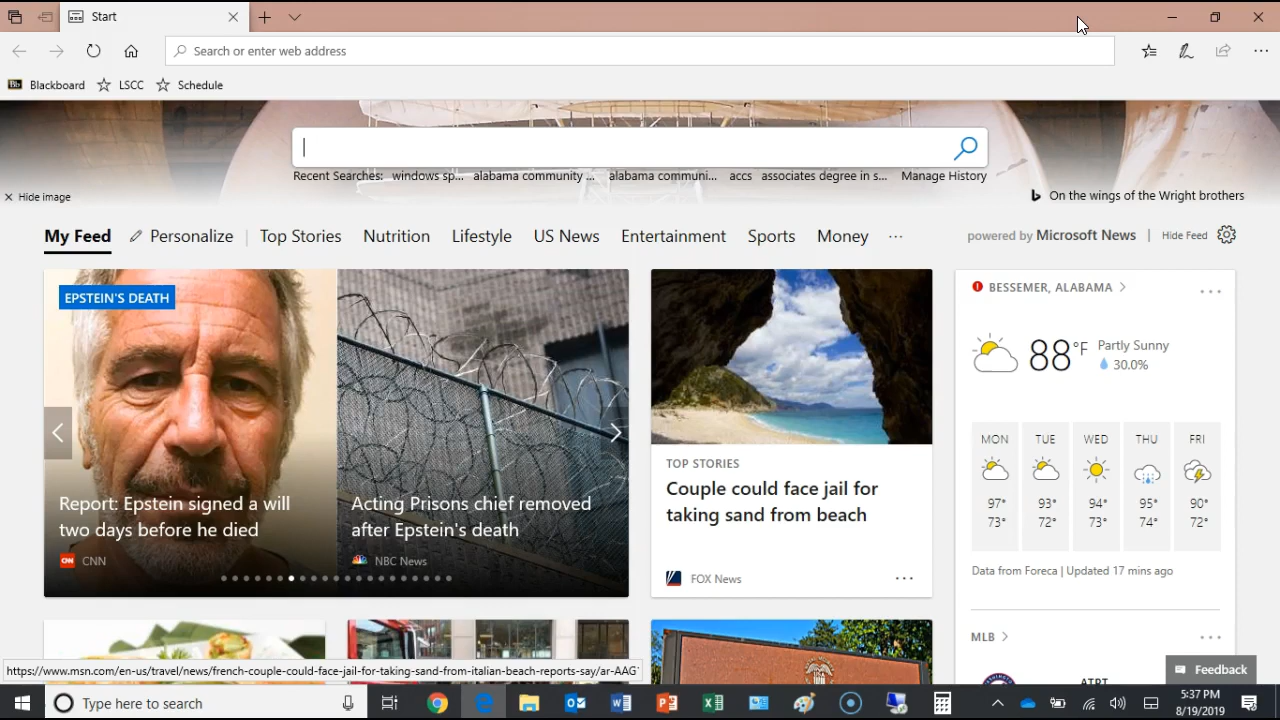 Start
Search or enter web address
Bb Blackboard LSCC Schedule
Recent Searches: windows sp... alabama community ... alabama communi... accs associates degree in s... Manage History
Hide image
On the wings of the Wright brothers
My Feed Personalize | Top Stories Nutrition Lifestyle US News Entertainment Sports Money ...
powered by Microsoft News | Hide Feed
EPSTEIN'S DEATH
Report: Epstein signed a will
two days before he died
CNN CNN
Acting Prisons chief removed
after Epstein's death
NBC News
TOP STORIES
Couple could face jail for
taking sand from beach
FOX News
BESSEMER, ALABAMA
88°F
Partly Sunny
30.0%
MON TUE WED THU FRI
97° 93° 94° 95° 90°
73° 72° 73° 74° 72°
Data from Foreca | Updated 17 mins ago
MLB
Feedback
https://www.msn.com/en-us/travel/news/french-couple-could-face-jail-for-taking-sand-from-italian-beach-reports-say/ar-AAG
Type here to search
5:37 PM
8/19/2019